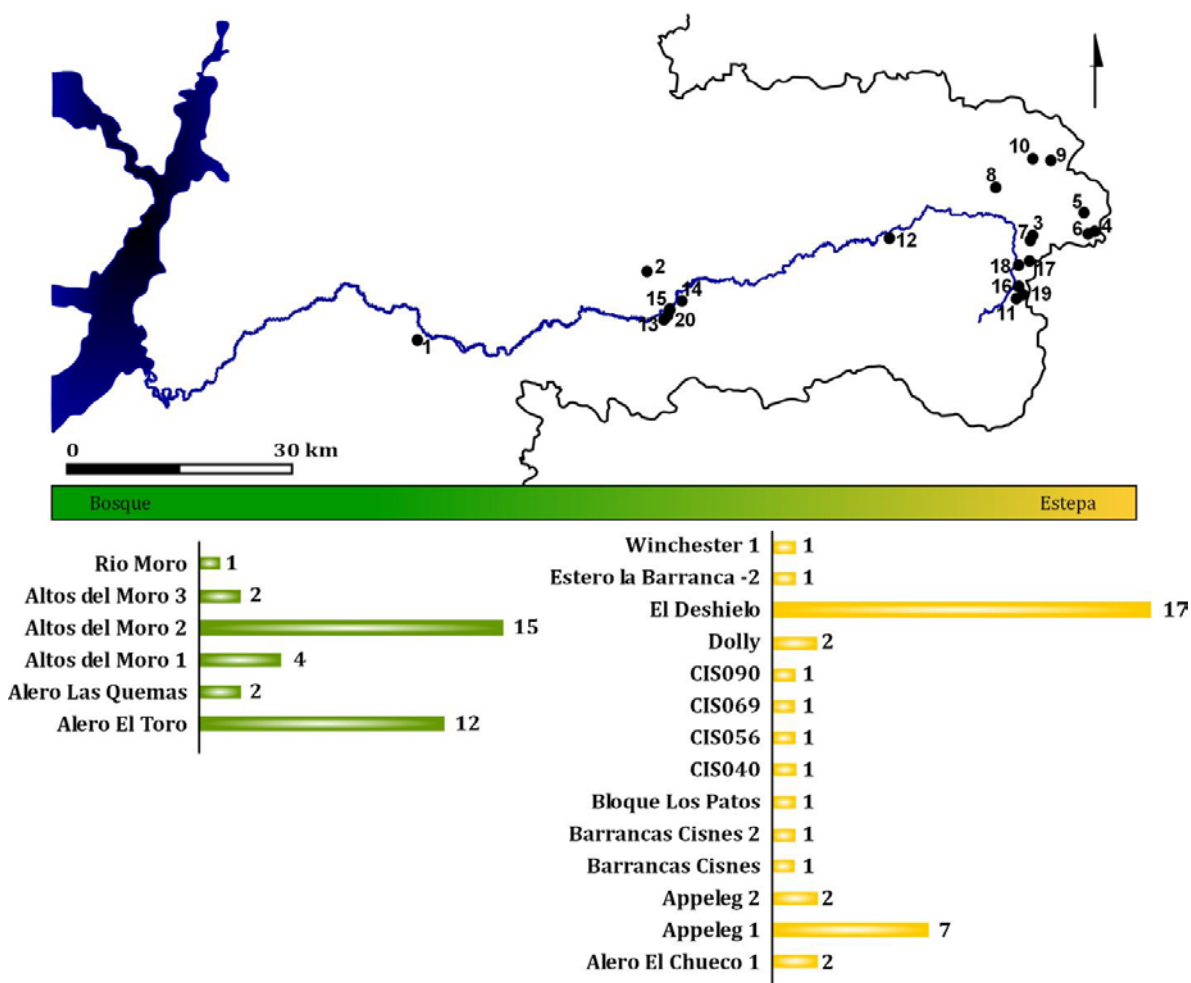 10
9
8
5
3
7
6
4
12
2
18
17
14
15
16
19
11
13
20
1
0 30 km
Bosque Estepa
Rio Moro 1
Altos del Moro 3 2
Altos del Moro 2 15
Altos del Moro 1 4
Alero Las Quemas 2
Alero El Toro 12
Winchester 1 1
Estero la Barranca -2 1
El Deshielo 17
Dolly 2
CIS090 1
CIS069 1
CIS056 1
CIS040 1
Bloque Los Patos 1
Barrancas Cisnes 2 1
Barrancas Cisnes 1
Appeleg 2 2
Appeleg 1 7
Alero El Chueco 1 2